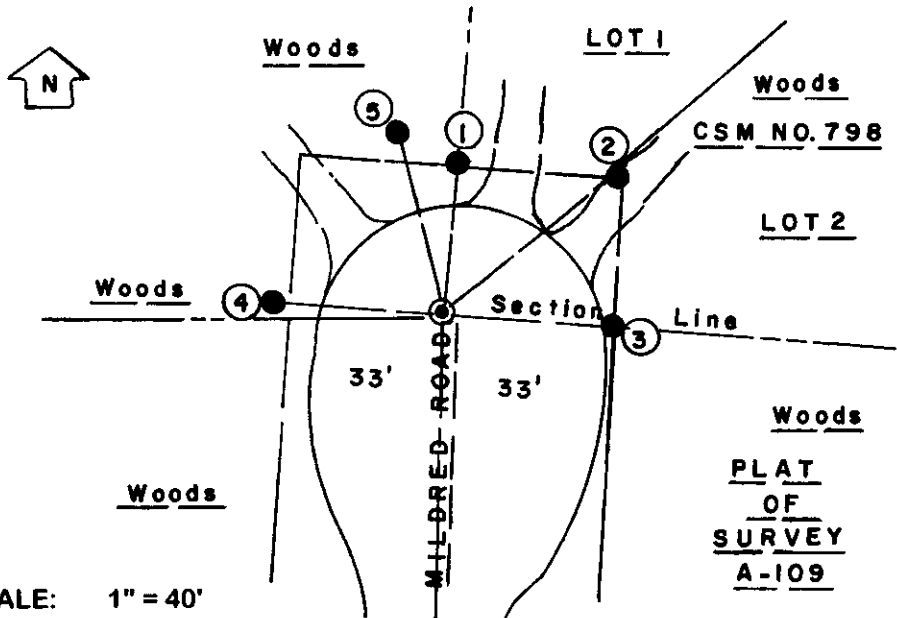 N
Woods
LOT 1
Woods
CSM NO. 798
LOT 2
5
1
2
Woods
4
Section Line
3
33'
33'
MILDRED ROAD
Woods
Woods
PLAT
OF
SURVEY
A-109
ALE: 1" = 40'